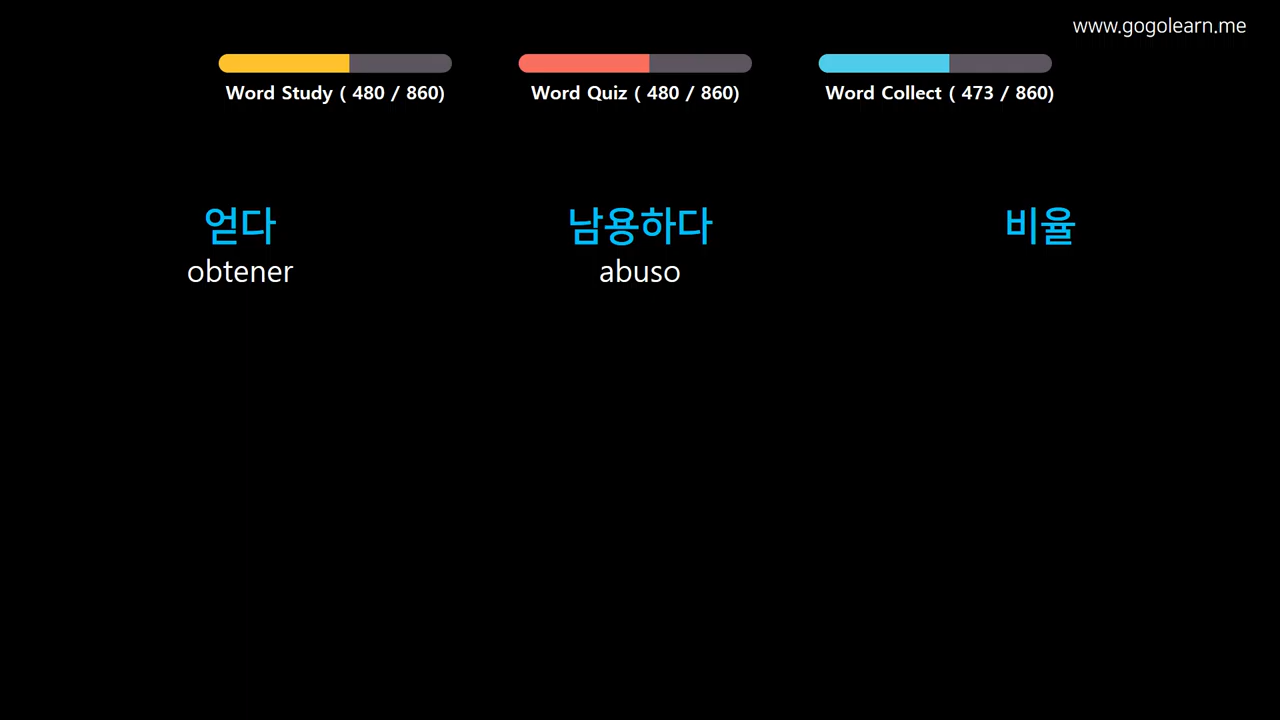 www.gogolearn.me
Word Study ( 480 / 860)
Word Quiz ( 480 / 860)
Word Collect ( 473 / 860)
얻다
obtener
남용하다
abuso
비율